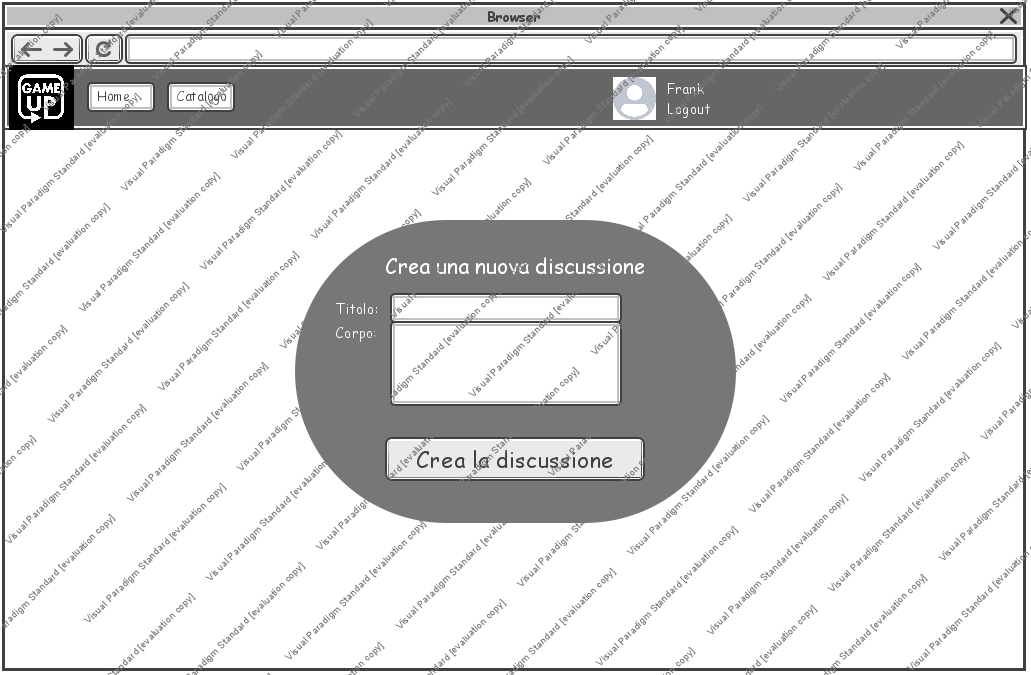 Browser
GAME
UP
Home
Catalogo
Frank
Logout
Crea una nuova discussione
Titolo:
Corpo:
Crea la discussione
Visual Paradigm Standard [evaluation copy]